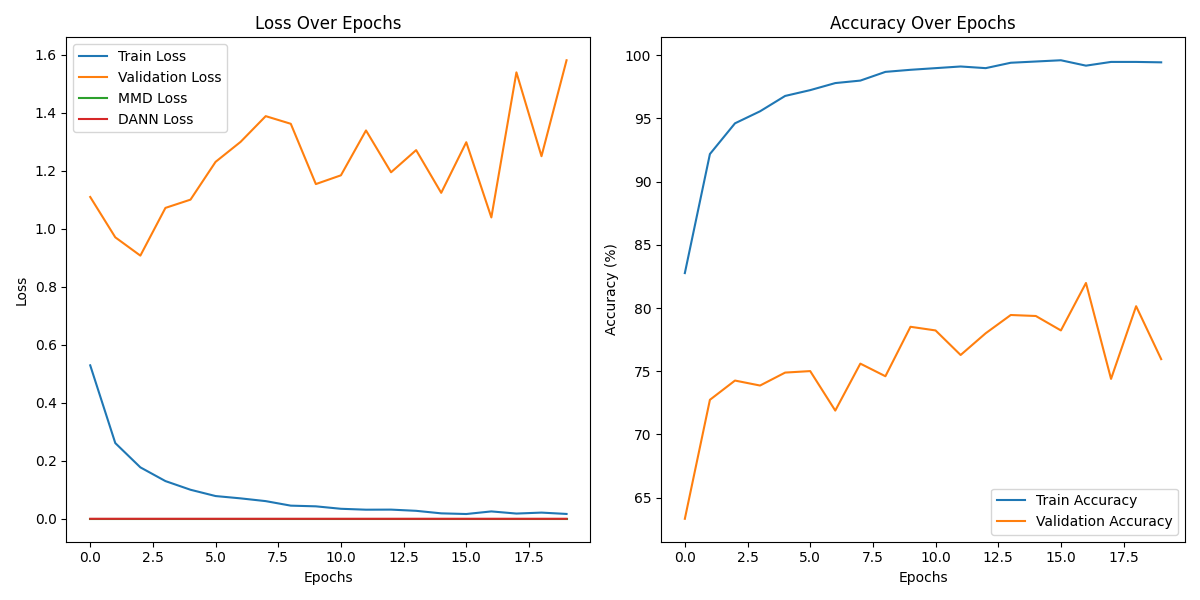 Loss Over Epochs
Train Loss
Validation Loss
MMD Loss
DANN Loss
Loss
1.6
1.4
1.2
1.0
0.8
0.6
0.4
0.2
0.0
0.0 2.5 5.0 7.5 10.0 12.5 15.0 17.5
Epochs
Accuracy Over Epochs
Accuracy (%)
100
95
90
85
80
75
70
65
Train Accuracy
Validation Accuracy
0.0 2.5 5.0 7.5 10.0 12.5 15.0 17.5
Epochs